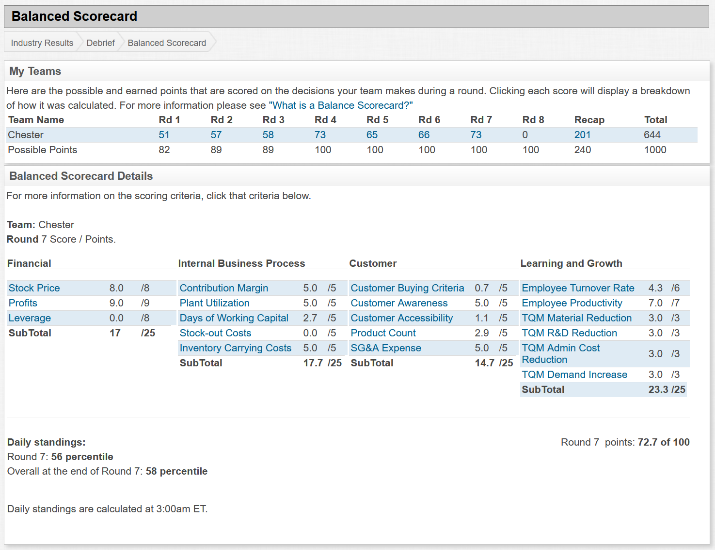 Balanced Scorecard
Industry Results Debrief Balanced Scorecard
My Teams
Here are the possible and earned points that are scored on the decisions your team makes during a round. Clicking each score will display a breakdown
of how it was calculated. For more information please see "What is a Balance Scorecard?"
Team Name Rd 1 Rd 2 Rd 3 Rd 4 Rd 5 Rd 6 Rd 7 Rd 8 Recap Total
Chester 51 57 58 73 65 66 73 0 201 644
Possible Points 82 89 89 100 100 100 100 100 240 1000
Balanced Scorecard Details
For more information on the scoring criteria, click that criteria below.
Team: Chester
Round 7 Score / Points.
Financial
Stock Price 8.0 /8
Profits 9.0 /9
Leverage 0.0 /8
SubTotal 17 /25
Internal Business Process
Contribution Margin 5.0 /5
Plant Utilization 5.0 /5
Days of Working Capital 2.7 /5
Stock-out Costs 0.0 /5
Inventory Carrying Costs 5.0 /5
SubTotal 17.7 /25
Customer
Customer Buying Criteria 0.7 /5
Customer Awareness 5.0 /5
Customer Accessibility 1.1 /5
Product Count 2.9 /5
SG&A Expense 5.0 /5
SubTotal 14.7 /25
Learning and Growth
Employee Turnover Rate 4.3 /6
Employee Productivity 7.0 /7
TQM Material Reduction 3.0 /3
TQM R&D Reduction 3.0 /3
TQM Admin Cost
Reduction 3.0 /3
TQM Demand Increase 3.0 /3
SubTotal 23.3 /25
Daily standings:
Round 7 points: 72.7 of 100
Round 7: 56 percentile
Overall at the end of Round 7: 58 percentile
Daily standings are calculated at 3:00am ET.